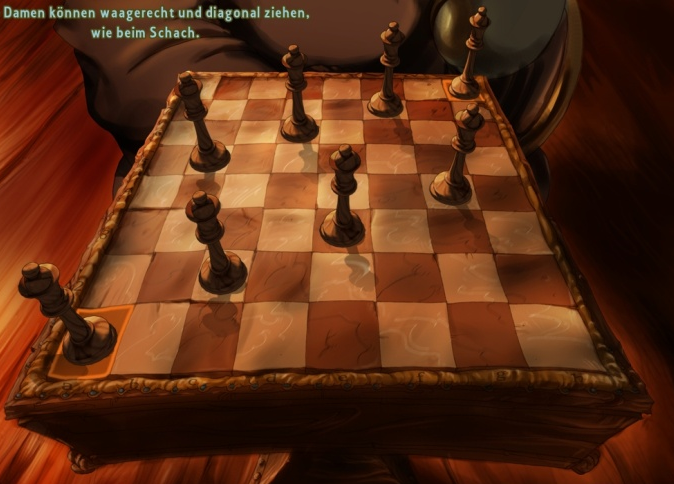 Damen können waagerecht und diagonal ziehen,
wie beim Schach.